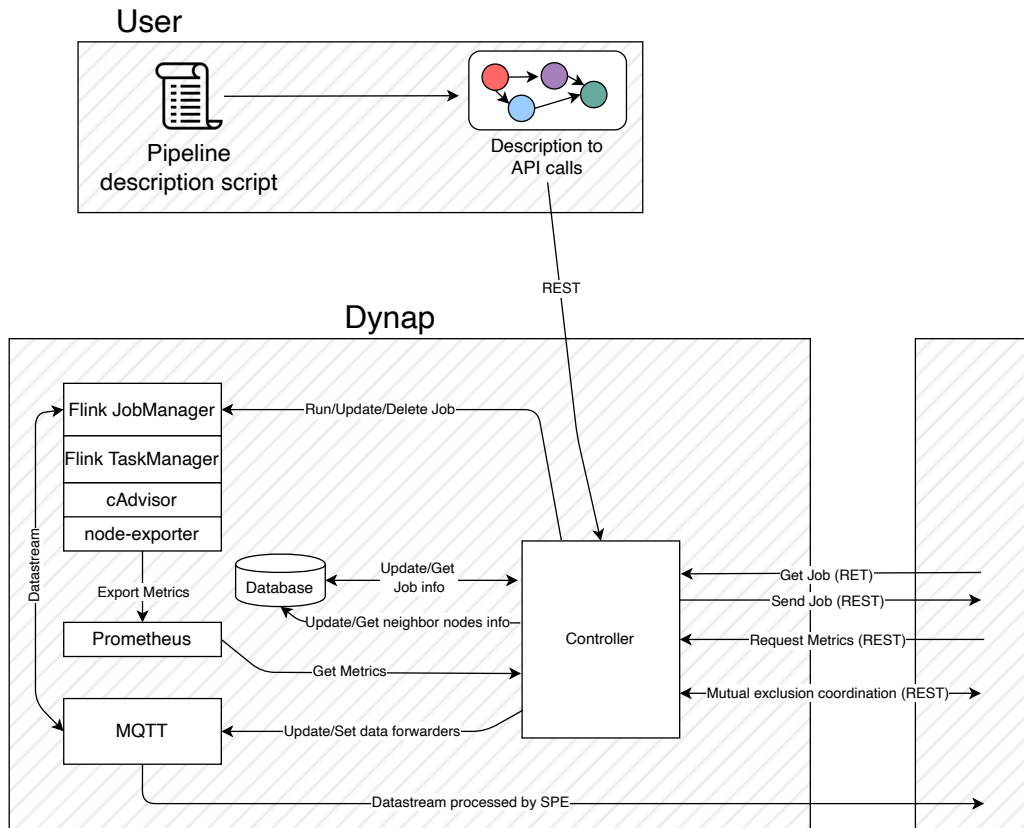 User
Pipeline
description script
Description to
API calls
REST
Dynap
Flink JobManager
Run/Update/Delete Job
Flink TaskManager
cAdvisor
node-exporter
Datastream
Export Metrics
Database
Update/Get
Job info
Update/Get neighbor nodes info
Prometheus
Get Metrics
Controller
Get Job (RET)
Send Job (REST)
Request Metrics (REST)
Mutual exclusion coordination (REST)
MQTT
Update/Set data forwarders
Datastream processed by SPE